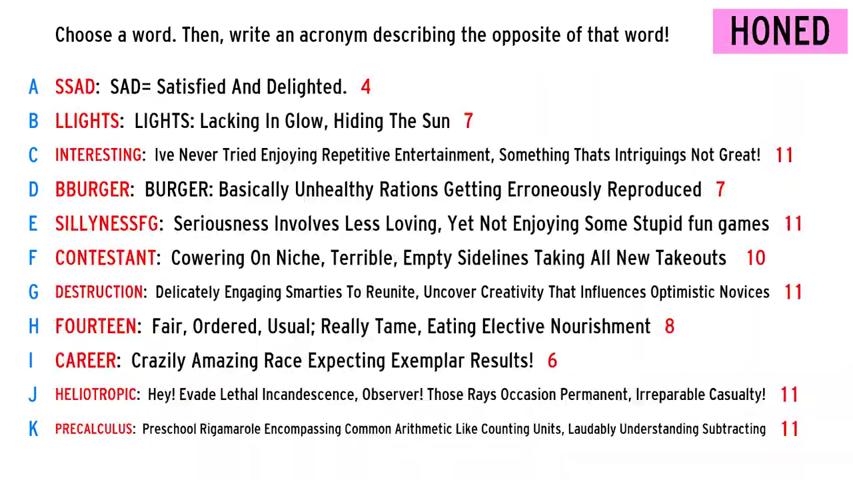 Choose a word. Then, write an acronym describing the opposite of that word!
HONED
A SSAD: SAD= Satisfied And Delighted. 4
B LLIGHTS: LIGHTS: Lacking In Glow, Hiding The Sun 7
C INTERESTING: Ive Never Tried Enjoying Repetitive Entertainment, Something Thats Intriguings Not Great! 11
D BBURGER: BURGER: Basically Unhealthy Rations Getting Erroneously Reproduced 7
E SILLYNESSFG: Seriousness Involves Less Loving, Yet Not Enjoying Some Stupid fun games 11
F CONTESTANT: Cowering On Niche, Terrible, Empty Sidelines Taking All New Takeouts 10
G DESTRUCTION: Delicately Engaging Smarties To Reunite, Uncover Creativity That Influences Optimistic Novices 11
H FOURTEEN: Fair, Ordered, Usual; Really Tame, Eating Elective Nourishment 8
I CAREER: Crazily Amazing Race Expecting Exemplar Results! 6
J HELIOTROPIC: Hey! Evade Lethal Incandescence, Observer! Those Rays Occasion Permanent, Irreparable Casualty! 11
K PRECALCULUS: Preschool Rigamarole Encompassing Common Arithmetic Like Counting Units, Laudably Understanding Subtracting 11